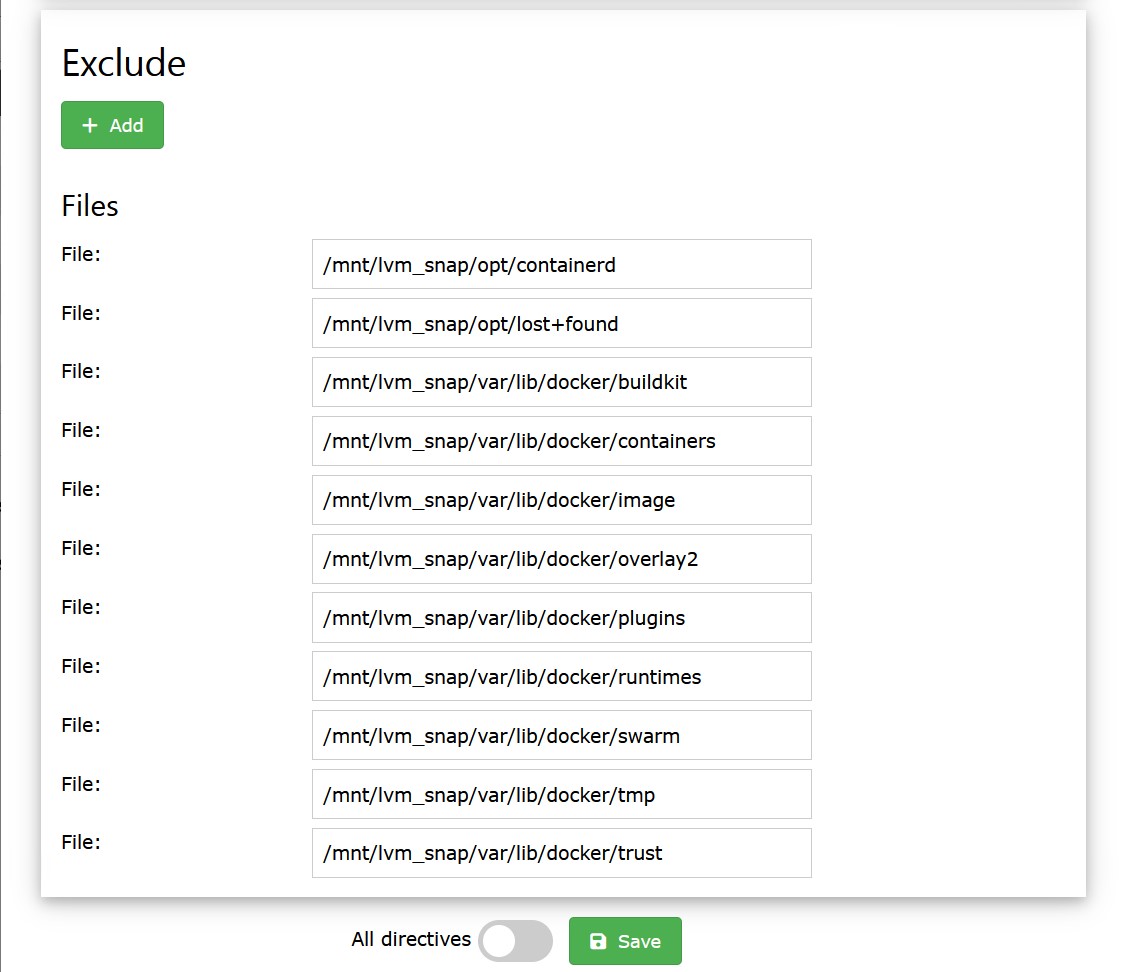 Exclude
+ Add
Files
File: /mnt/lvm_snap/opt/containerd
File: /mnt/lvm_snap/opt/lost+found
File: /mnt/lvm_snap/var/lib/docker/buildkit
File: /mnt/lvm_snap/var/lib/docker/containers
File: /mnt/lvm_snap/var/lib/docker/image
File: /mnt/lvm_snap/var/lib/docker/overlay2
File: /mnt/lvm_snap/var/lib/docker/plugins
File: /mnt/lvm_snap/var/lib/docker/runtimes
File: /mnt/lvm_snap/var/lib/docker/swarm
File: /mnt/lvm_snap/var/lib/docker/tmp
File: /mnt/lvm_snap/var/lib/docker/trust
All directives Save